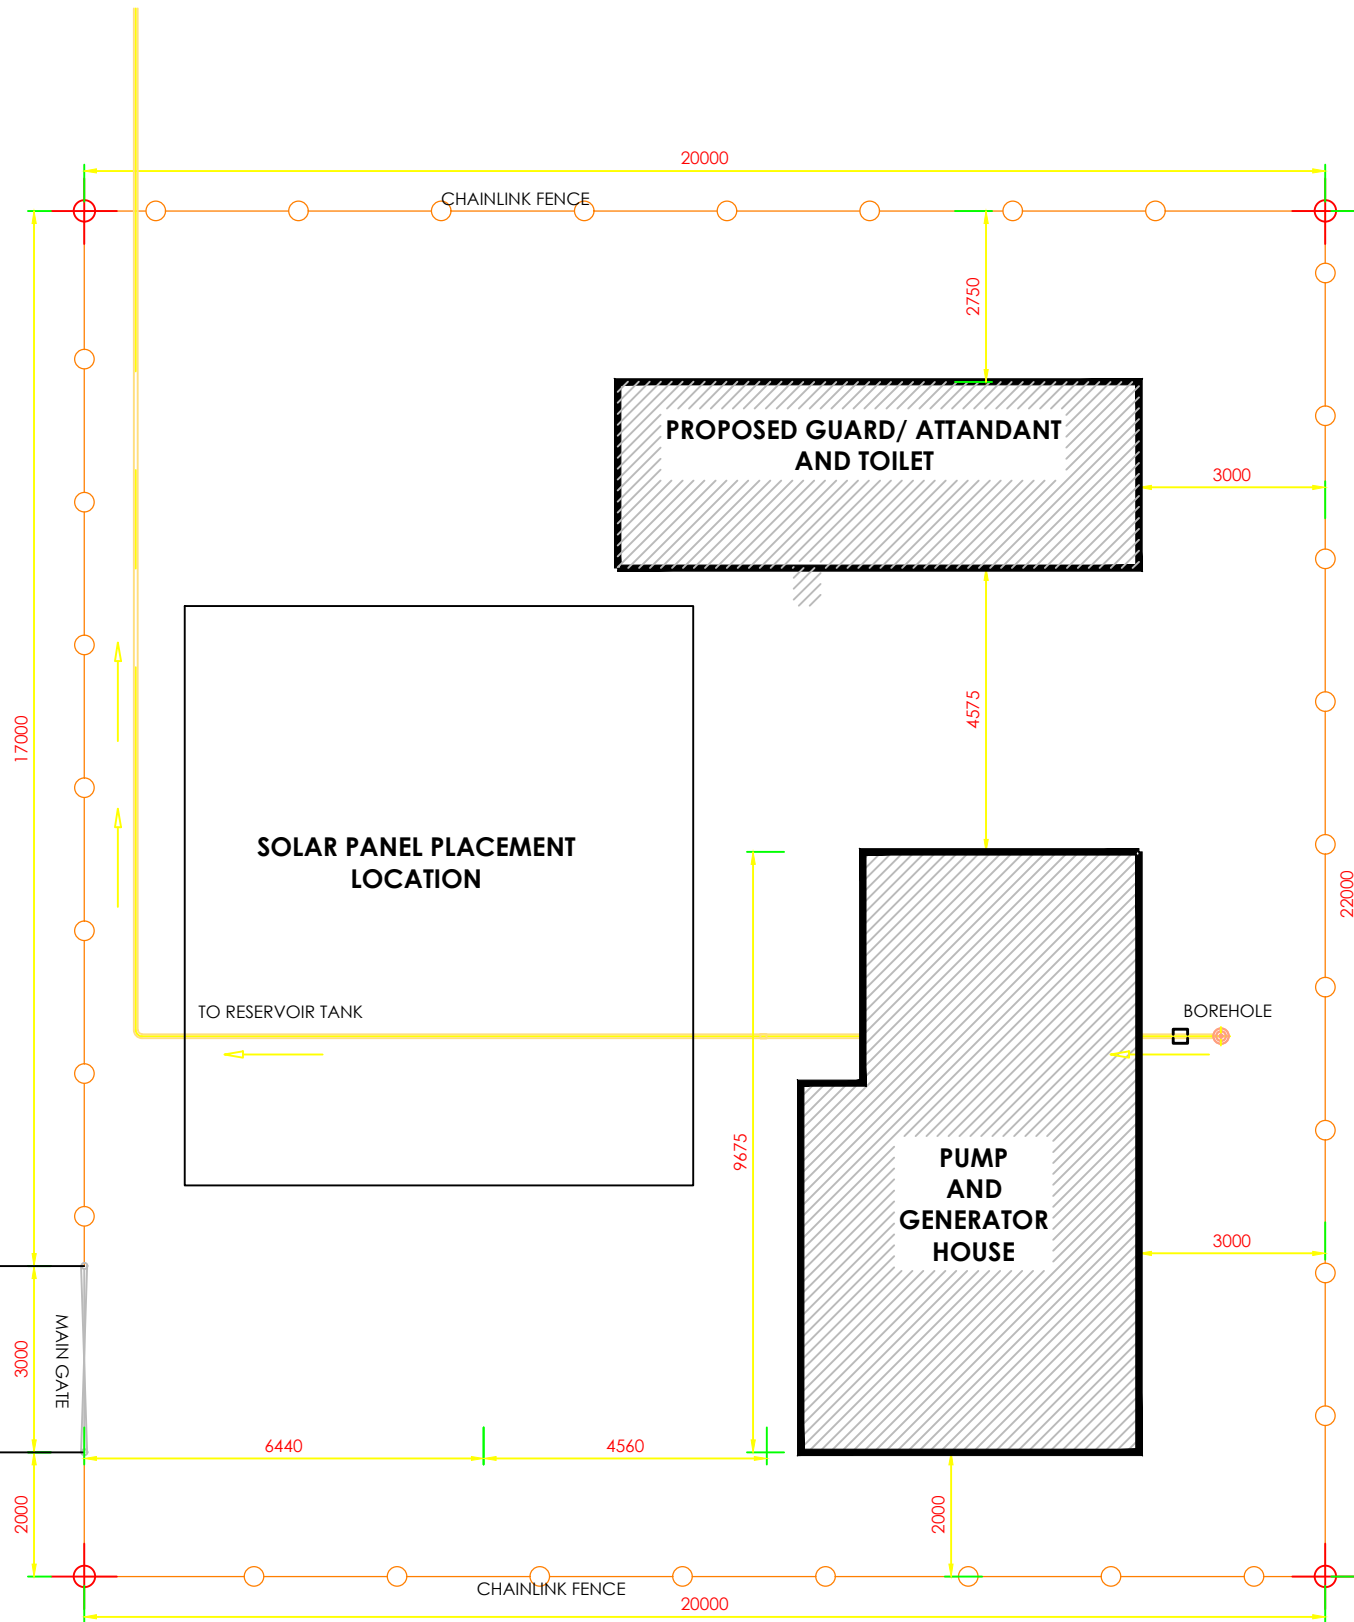 20000
CHAINLINK FENCE
2750
PROPOSED GUARD/ ATTANDANT
AND TOILET
3000
17000
4575
SOLAR PANEL PLACEMENT
LOCATION
22000
TO RESERVOIR TANK
BOREHOLE
9675
PUMP
AND
GENERATOR
HOUSE
3000
MAIN GATE
3000
6440
4560
2000
2000
CHAINLINK FENCE
20000